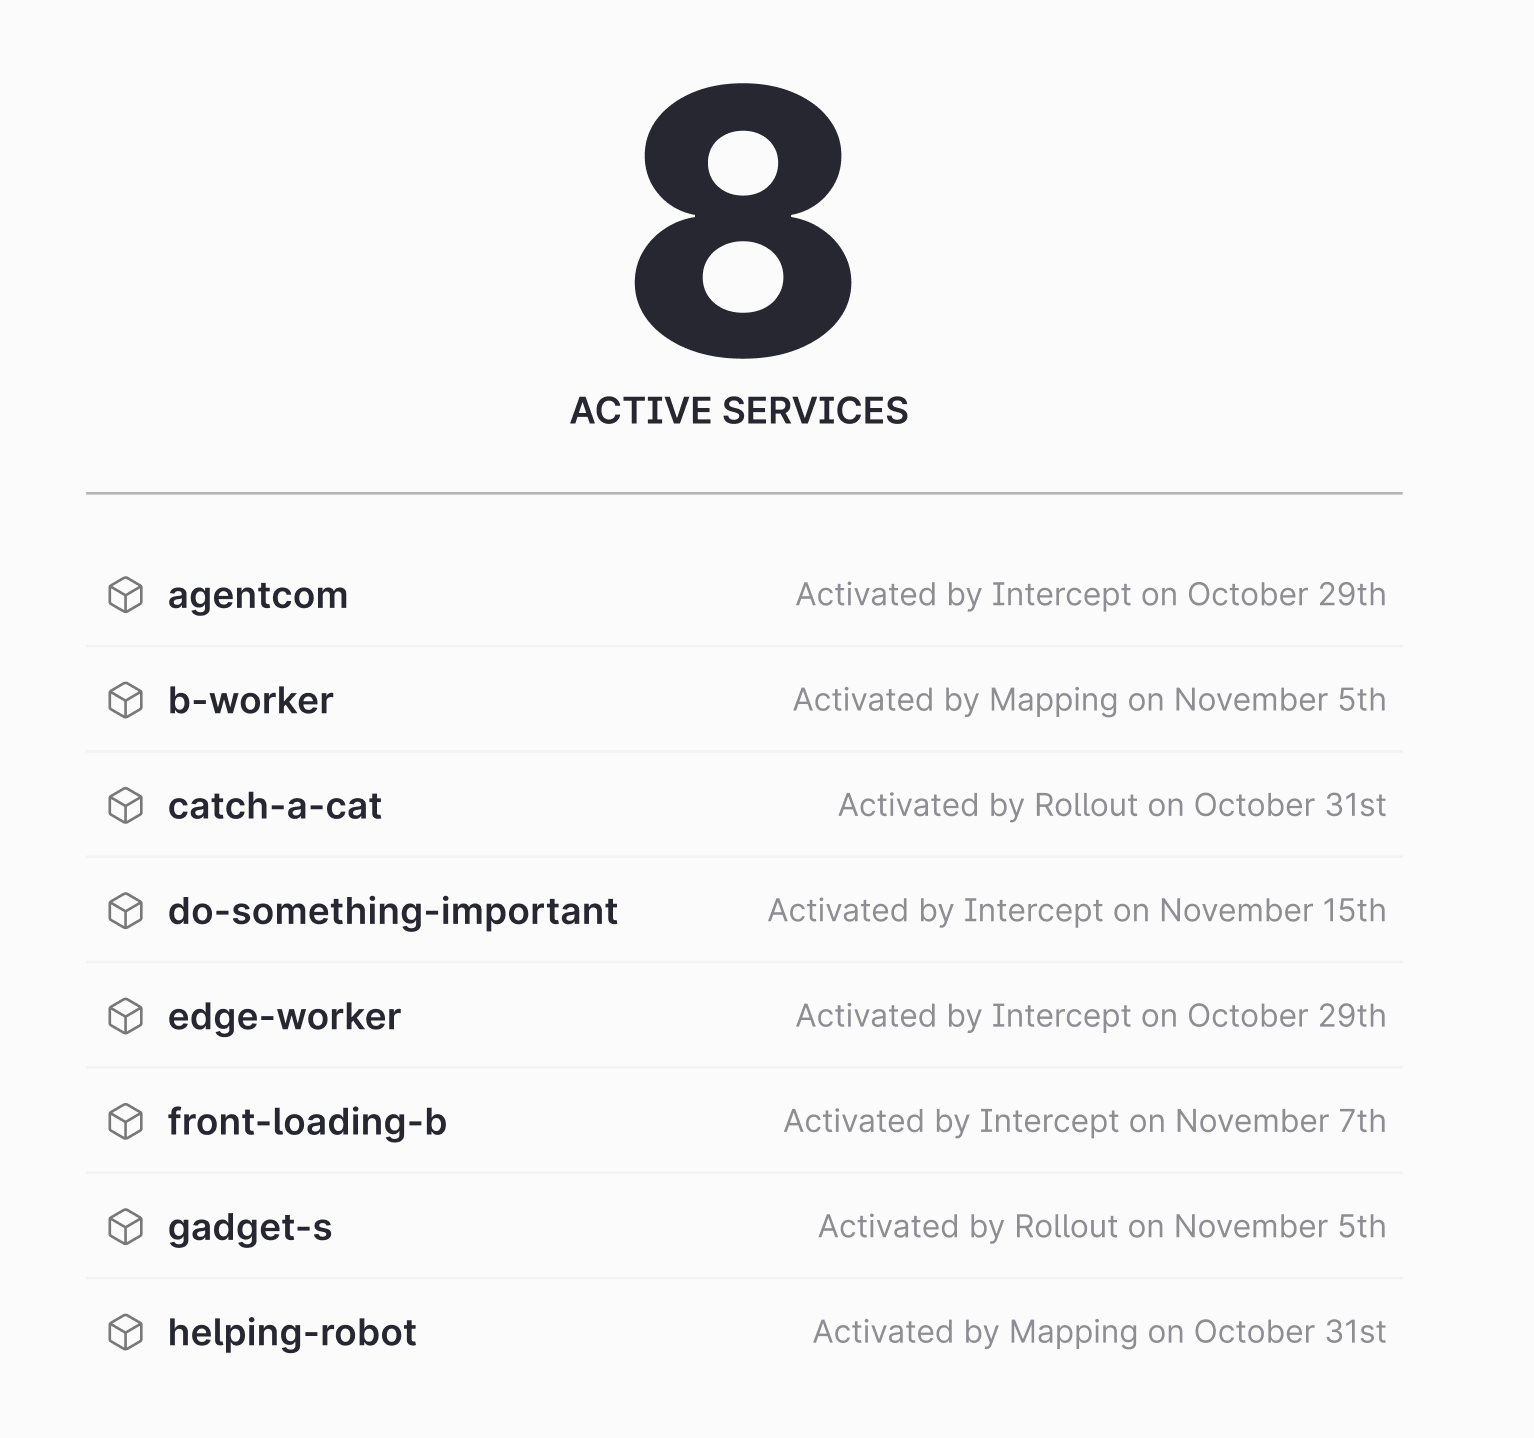 8
ACTIVE SERVICES
agentcom Activated by Intercept on October 29th
b-worker Activated by Mapping on November 5th
catch-a-cat Activated by Rollout on October 31st
do-something-important Activated by Intercept on November 15th
edge-worker Activated by Intercept on October 29th
front-loading-b Activated by Intercept on November 7th
gadget-s Activated by Rollout on November 5th
helping-robot Activated by Mapping on October 31st